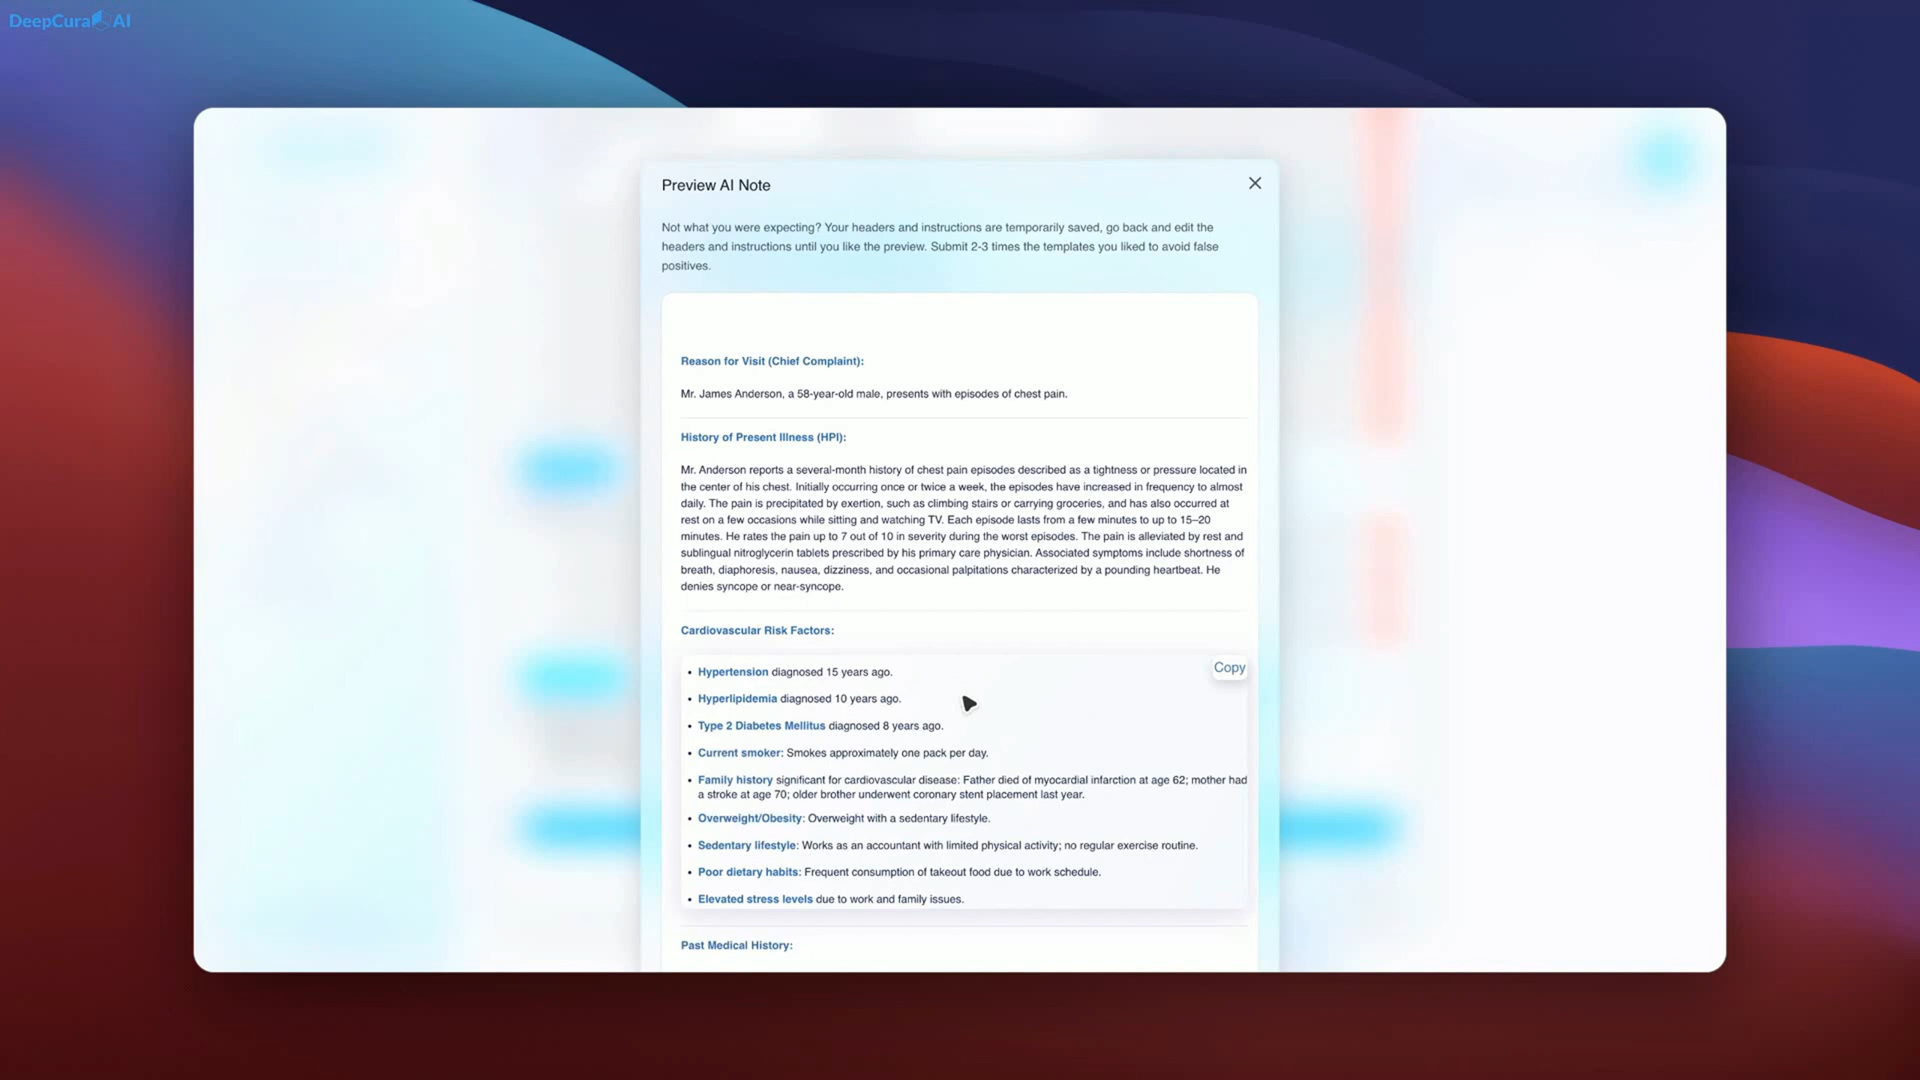 DeepCura AI
Preview AI Note
Not what you were expecting? Your headers and instructions are temporarily saved, go back and edit the
headers and instructions until you like the preview. Submit 2-3 times the templates you liked to avoid false
positives.
Reason for Visit (Chief Complaint):
Mr. James Anderson, a 58-year-old male, presents with episodes of chest pain.
History of Present Illness (HPI):
Mr. Anderson reports a several-month history of chest pain episodes described as a tightness or pressure located in
the center of his chest. Initially occurring once or twice a week, the episodes have increased in frequency to almost
daily. The pain is precipitated by exertion, such as climbing stairs or carrying groceries, and has also occurred at
rest on a few occasions while sitting and watching TV. Each episode lasts from a few minutes to up to 15–20
minutes. He rates the pain up to 7 out of 10 in severity during the worst episodes. The pain is alleviated by rest and
sublingual nitroglycerin tablets prescribed by his primary care physician. Associated symptoms include shortness of
breath, diaphoresis, nausea, dizziness, and occasional palpitations characterized by a pounding heartbeat. He
denies syncope or near-syncope.
Cardiovascular Risk Factors:
Copy
• Hypertension diagnosed 15 years ago.
• Hyperlipidemia diagnosed 10 years ago.
• Type 2 Diabetes Mellitus diagnosed 8 years ago.
• Current smoker: Smokes approximately one pack per day.
• Family history significant for cardiovascular disease: Father died of myocardial infarction at age 62; mother had
a stroke at age 70; older brother underwent coronary stent placement last year.
• Overweight/Obesity: Overweight with a sedentary lifestyle.
• Sedentary lifestyle: Works as an accountant with limited physical activity; no regular exercise routine.
• Poor dietary habits: Frequent consumption of takeout food due to work schedule.
• Elevated stress levels due to work and family issues.
Past Medical History: